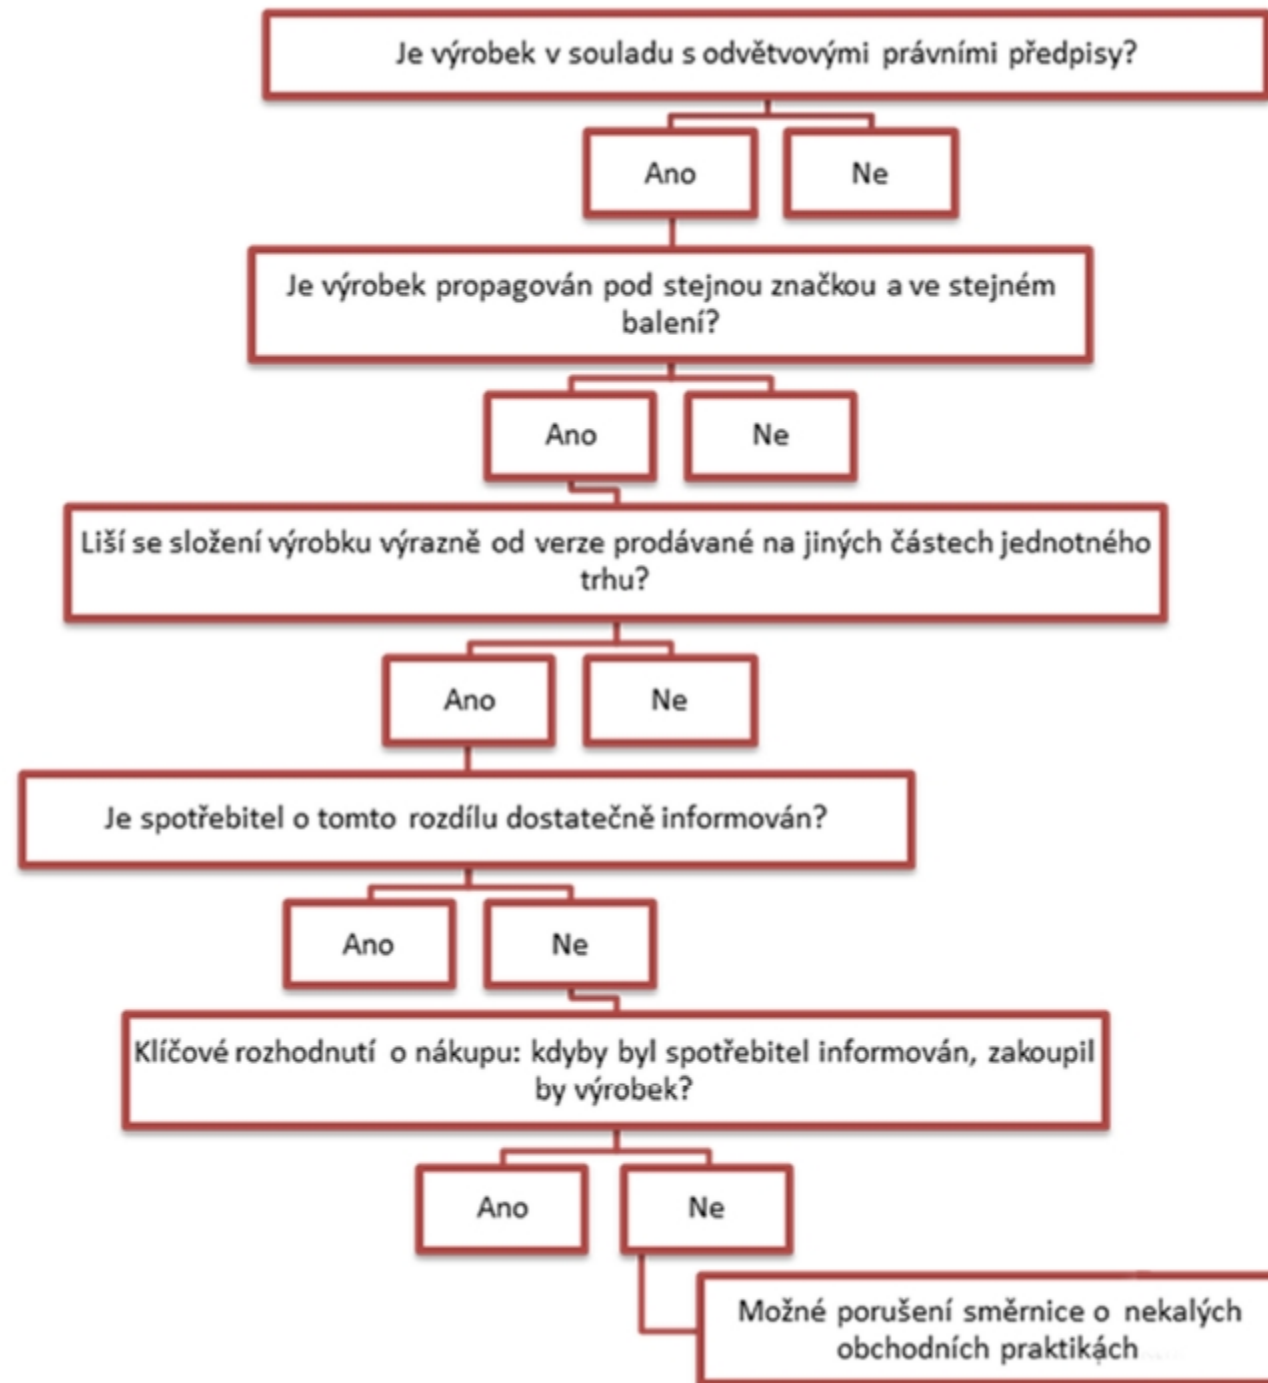 Je výrobek v souladu s odvětvovými právními předpisy?
Ano
Ne
Je výrobek propagován pod stejnou značkou a ve stejném
balení?
Ano
Ne
Liší se složení výrobku výrazně od verze prodávané na jiných částech jednotného
trhu?
Ano
Ne
Je spotřebitel o tomto rozdílu dostatečně informován?
Ano
Ne
Klíčové rozhodnutí o nákupu: kdyby byl spotřebitel informován, zakoupil
by výrobek?
Ano
Ne
Možné porušení směrnice o nekalých
obchodních praktikách